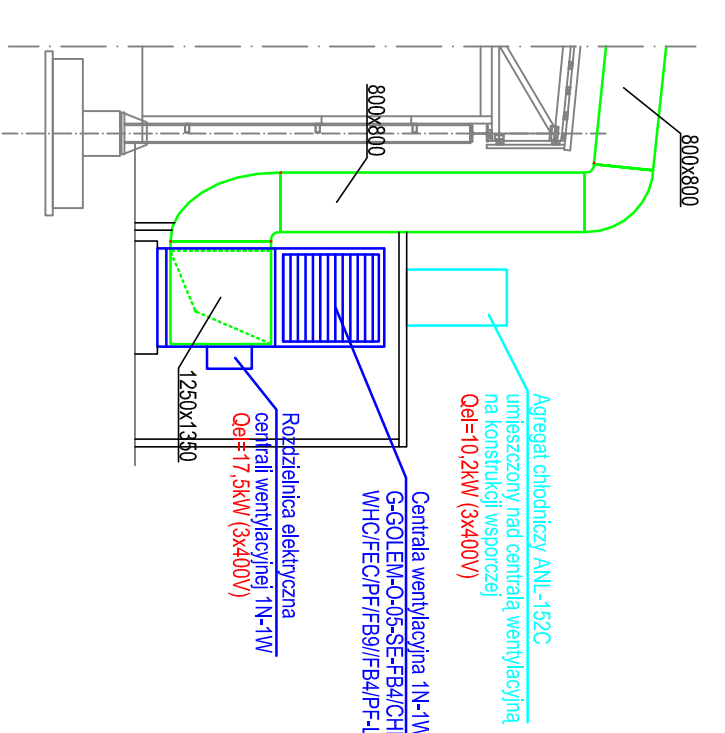 800x800
800x800
Agregat chłodniczy ANL-152C
umieszczony nad centralą wentylacyjną
na konstrukcji wsporczej
Qel=10,2kW (3x400V)
Centrala wentylacyjna 1N-1W
G-GOLEM-O-05-SE-FB4/CH
WHC/FEC/PF/FB9//FB4/PF-L
Rozdzielnica elektryczna
centrali wentylacyjnej 1N-1W
Qel=17,5kW (3x400V)
1250x1350